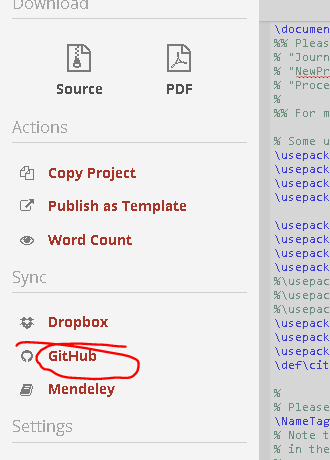 Download
Source
PDF
Actions
Copy Project
Publish as Template
Word Count
Sync
Dropbox
GitHub
Mendeley
Settings
\documen
%% Pleas
% "Journ
% "NewPr
% "Proce
%
%% For m
% Some u
\usepack
\usepack
\usepack
\usepack
\usepack
\usepack
\usepack
\usepack
%\usepac
%\usepac
%\usepac
\usepack
\usepack
\usepack
\def\cit
%
% Please
\NameTag
% Note t
% in the